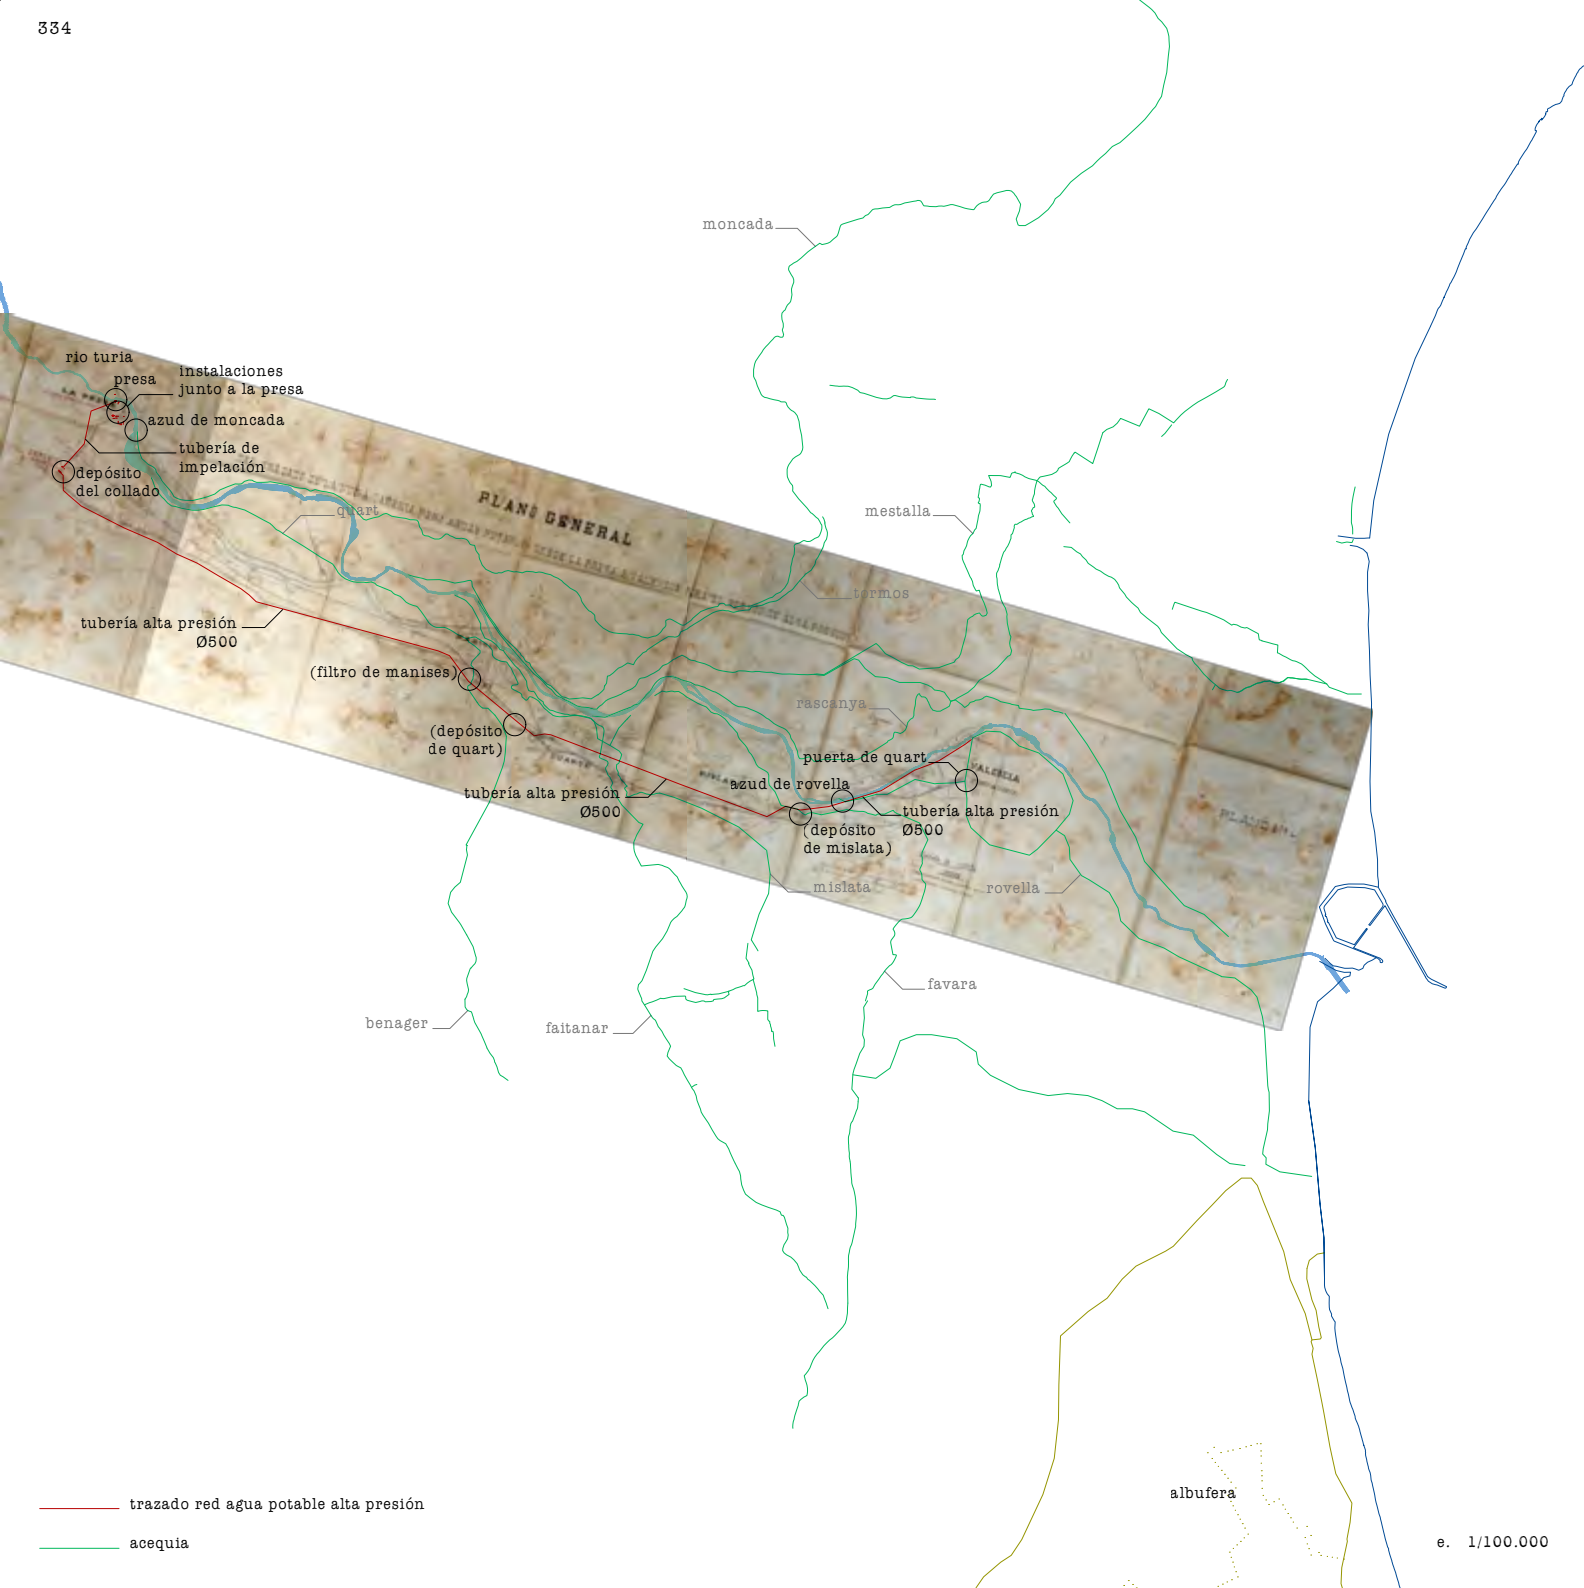 334
moncada
rio turia
presa
instalaciones
junto a la presa
azud de moncada
tubería de
impelación
depósito
del collado
quart
PLANO GENERAL
mestalla
tormos
tubería alta presión
Ø500
(filtro de manises)
(depósito
de quart)
rascanya
puerta de quart
VALENCIA
azud de rovella
tubería alta presión
Ø500
tubería alta presión
Ø500
(depósito
de mislata)
mislata
rovella
favara
benager
faitanar
albufera
trazado red agua potable alta presión
acequia
e. 1/100.000